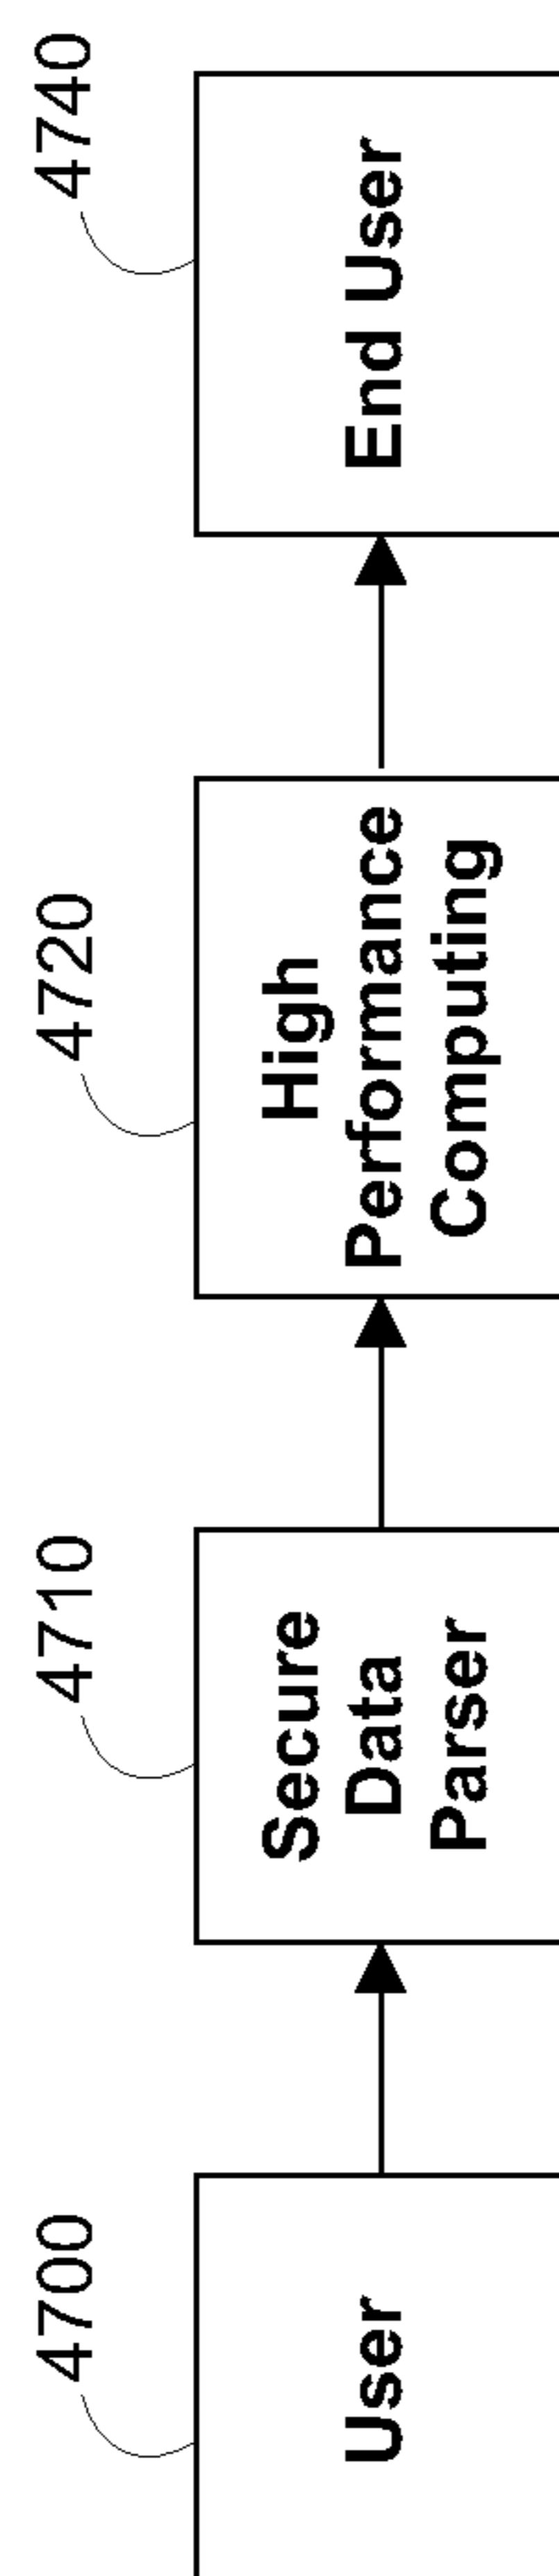 4700
User
4710
Secure
Data
Parser
4720
High
Performance
Computing
4740
End User